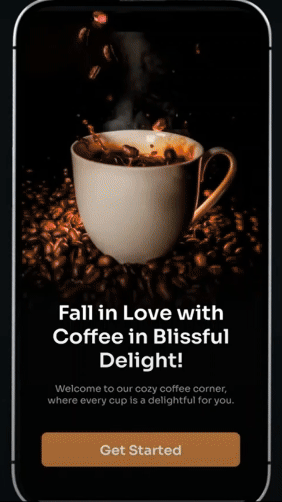 Fall in Love with
Coffee in Blissful
Delight!
Welcome to our cozy coffee corner,
where every cup is a delightful for you.
Get Started